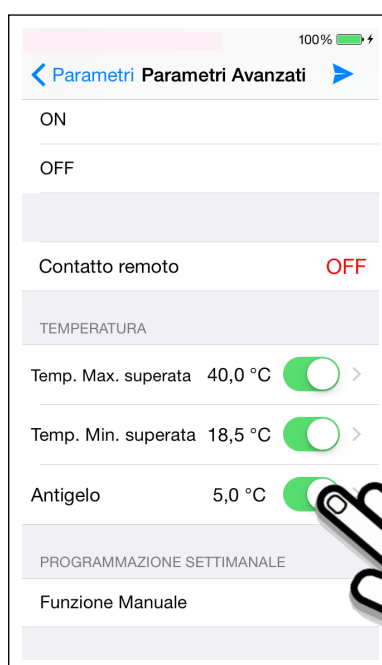 100%
Parametri Parametri Avanzati
ON
OFF
Contatto remoto OFF
TEMPERATURA
Temp. Max. superata 40,0 °C
Temp. Min. superata 18,5 °C
Antigelo 5,0 °C
PROGRAMMAZIONE SETTIMANALE
Funzione Manuale